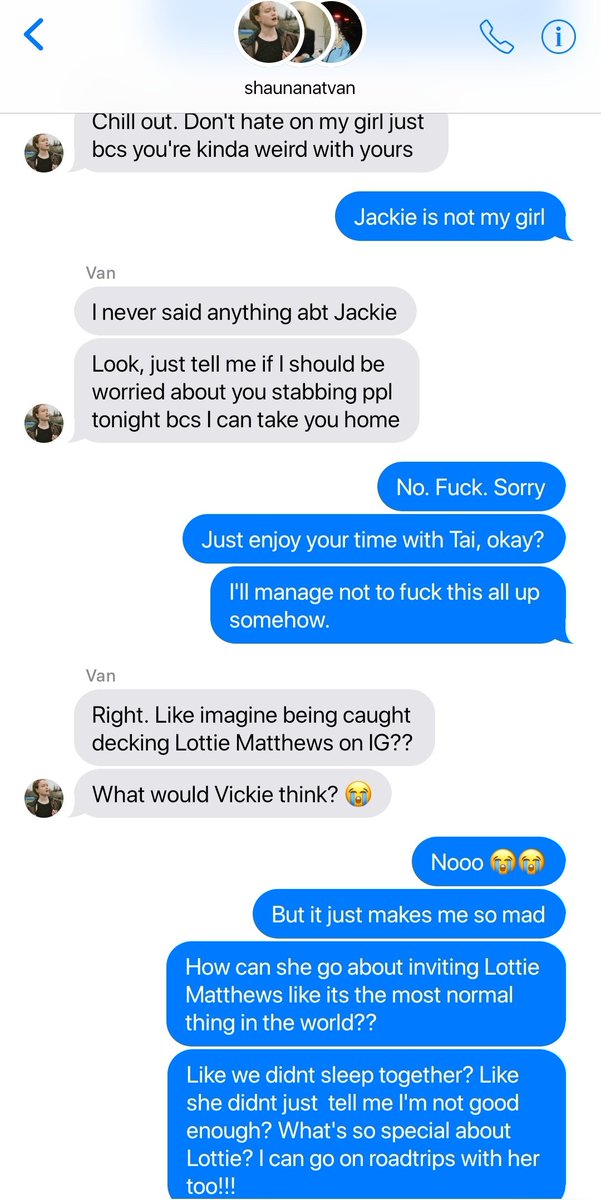 shaunanatvan
Chill out. Don't hate on my girl just
bcs you're kinda weird with yours
Jackie is not my girl
Van
I never said anything abt Jackie
Look, just tell me if I should be
worried about you stabbing ppl
tonight bcs I can take you home
No. Fuck. Sorry
Just enjoy your time with Tai, okay?
I'll manage not to fuck this all up
somehow.
Van
Right. Like imagine being caught
decking Lottie Matthews on IG??
What would Vickie think? 😭
Nooo 😭😭
But it just makes me so mad
How can she go about inviting Lottie
Matthews like its the most normal
thing in the world??
Like we didnt sleep together? Like
she didnt just  tell me I'm not good
enough? What's so special about
Lottie? I can go on roadtrips with her
too!!!